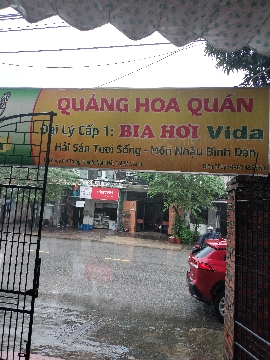 QUẢNG HOA QUÁN
Đại Lý Cấp 1: BIA HƠI Vida
Hải Sản Tươi Sống - Món Nhậu Bình Dân